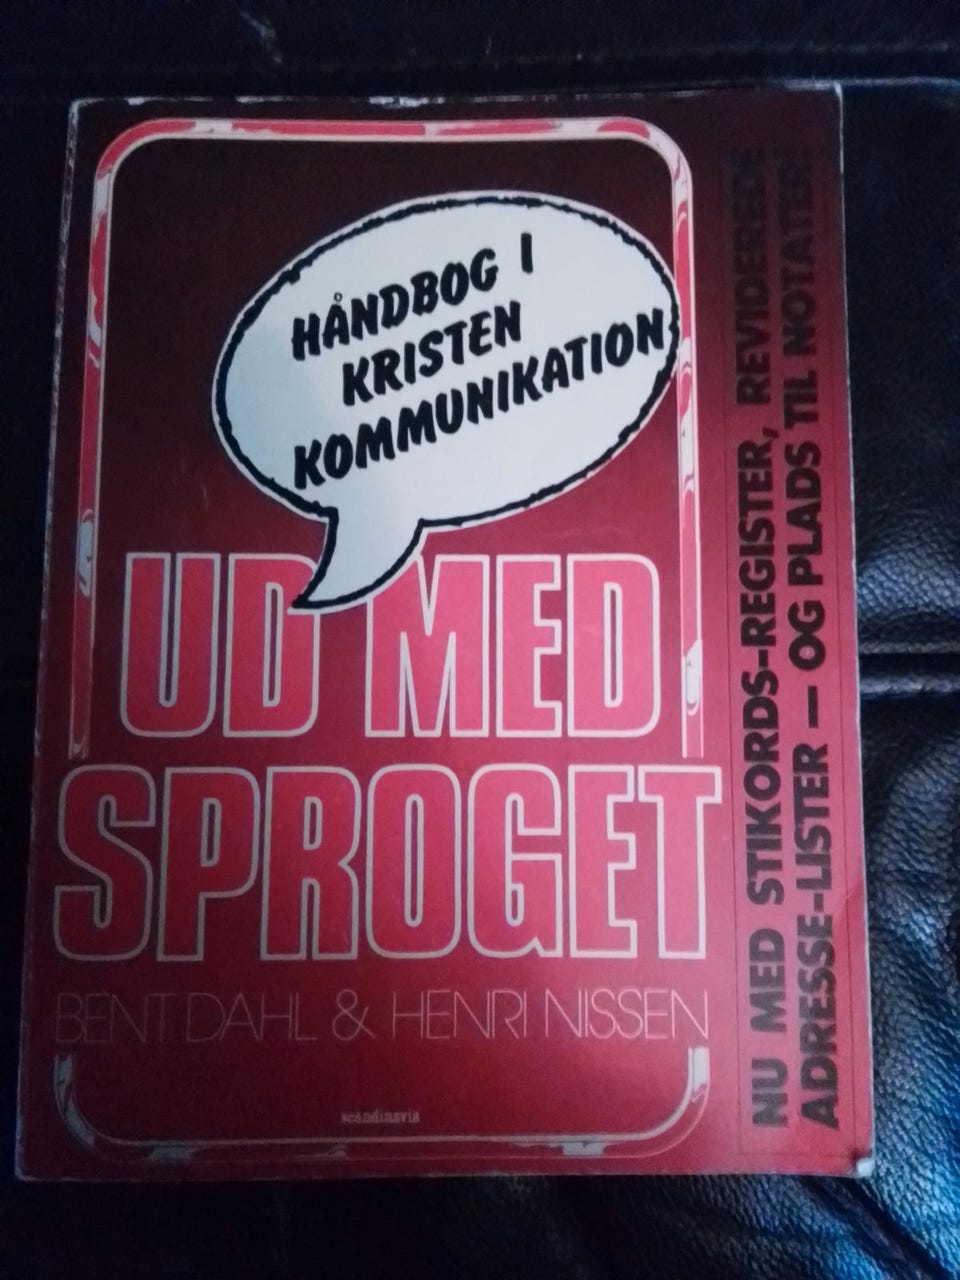 HÅNDBOG I
KRISTEN
KOMMUNIKATION
UD MED
SPROGET
BENT DAHL & HENRI NISSEN
scandinavia
NU MED STIKORDS-REGISTER, REVIDEREDE
ADRESSE-LISTER — OG PLADS TIL NOTATER!